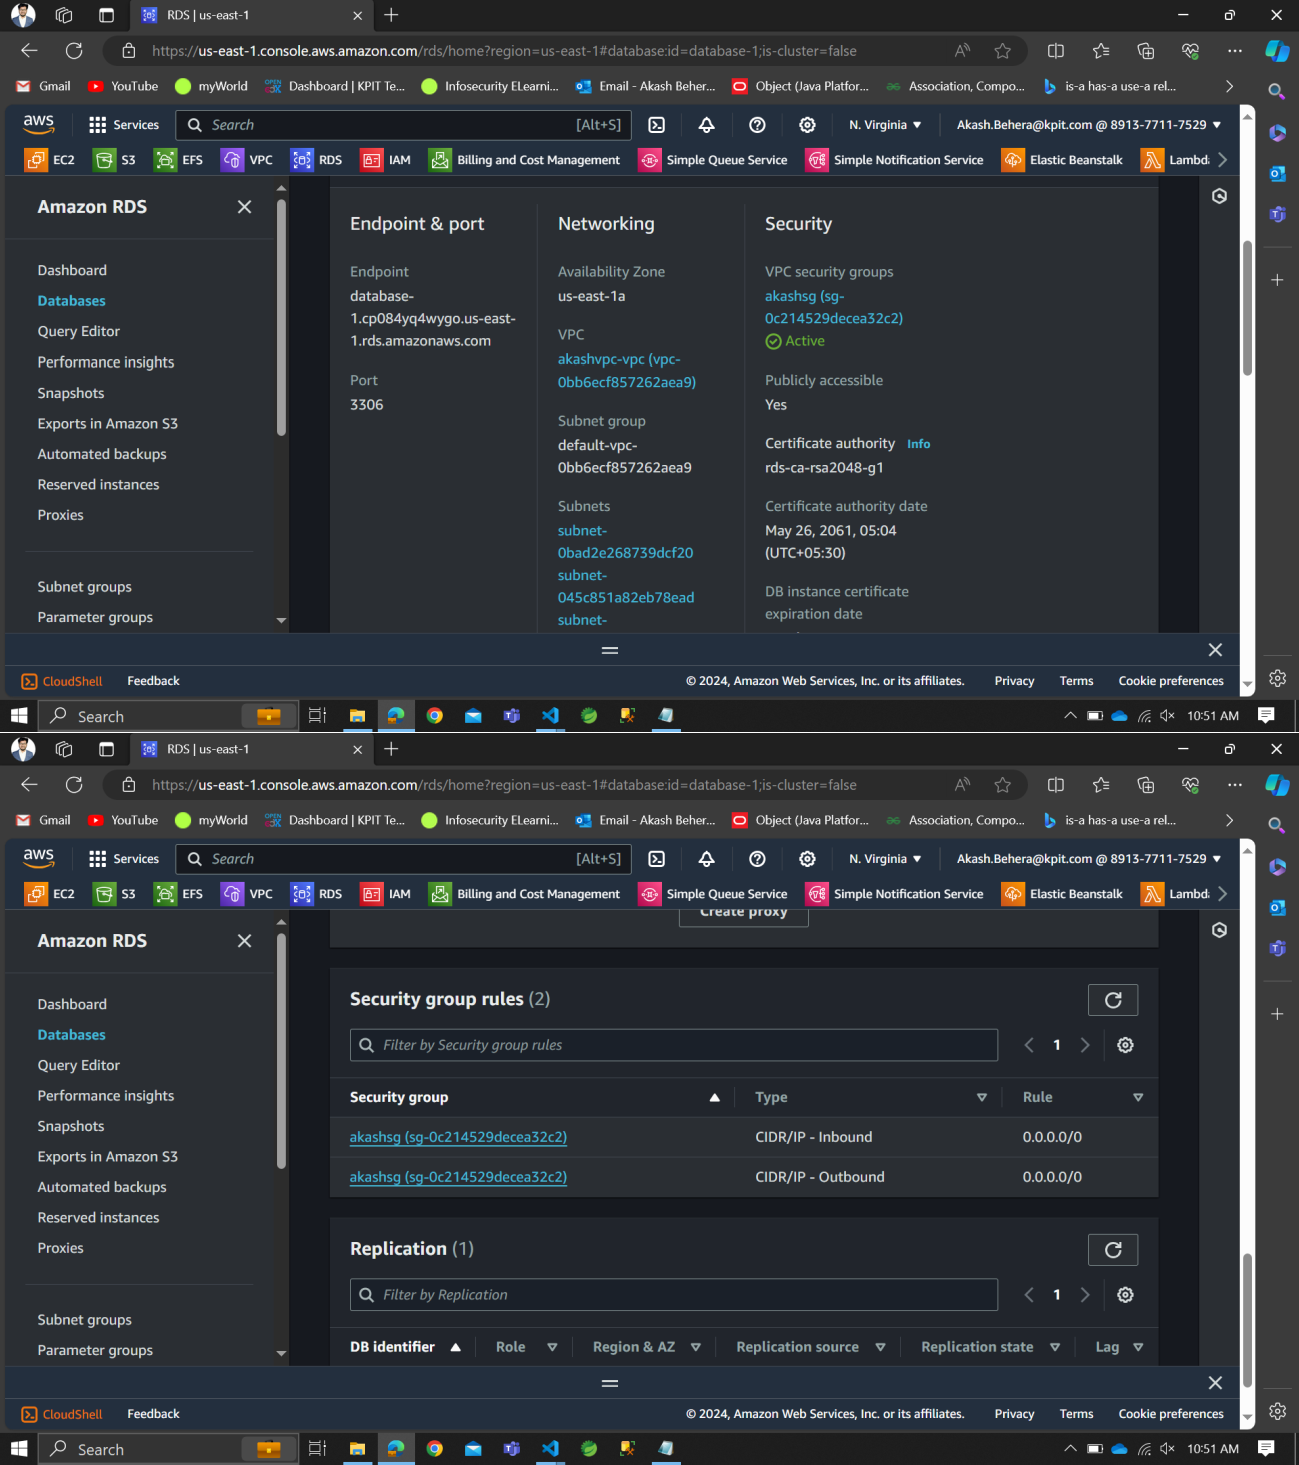 RDS | us-east-1
https://us-east-1.console.aws.amazon.com/rds/home?region=us-east-1#database:id=database-1;is-cluster=false
Gmail YouTube myWorld Dashboard | KPIT Te... Infosecurity ELearni... Email - Akash Beher... Object (Java Platfor... Association, Compo... is-a has-a use-a rel...
aws Services Search [Alt+S] N. Virginia Akash.Behera@kpit.com @ 8913-7711-7529
EC2 S3 EFS VPC RDS IAM Billing and Cost Management Simple Queue Service Simple Notification Service Elastic Beanstalk Lambd
Amazon RDS
Dashboard
Databases
Query Editor
Performance insights
Snapshots
Exports in Amazon S3
Automated backups
Reserved instances
Proxies
Subnet groups
Parameter groups
Endpoint & port
Endpoint
database-
1.cp084yq4wygo.us-east-
1.rds.amazonaws.com
Port
3306
Networking
Availability Zone
us-east-1a
VPC
akashvpc-vpc (vpc-
0bb6ecf857262aea9)
Subnet group
default-vpc-
0bb6ecf857262aea9
Subnets
subnet-
0bad2e268739dcf20
subnet-
045c851a82eb78ead
subnet-
Security
VPC security groups
akashsg (sg-
0c214529decea32c2)
Active
Publicly accessible
Yes
Certificate authority Info
rds-ca-rsa2048-g1
Certificate authority date
May 26, 2061, 05:04
(UTC+05:30)
DB instance certificate
expiration date
CloudShell Feedback © 2024, Amazon Web Services, Inc. or its affiliates. Privacy Terms Cookie preferences
Search 10:51 AM
RDS | us-east-1
https://us-east-1.console.aws.amazon.com/rds/home?region=us-east-1#database:id=database-1;is-cluster=false
Gmail YouTube myWorld Dashboard | KPIT Te... Infosecurity ELearni... Email - Akash Beher... Object (Java Platfor... Association, Compo... is-a has-a use-a rel...
aws Services Search [Alt+S] N. Virginia Akash.Behera@kpit.com @ 8913-7711-7529
EC2 S3 EFS VPC RDS IAM Billing and Cost Management Simple Queue Service Simple Notification Service Elastic Beanstalk Lambd
Amazon RDS
Dashboard
Databases
Query Editor
Performance insights
Snapshots
Exports in Amazon S3
Automated backups
Reserved instances
Proxies
Subnet groups
Parameter groups
Create proxy
Security group rules (2)
Filter by Security group rules
1
Security group Type Rule
akashsg (sg-0c214529decea32c2) CIDR/IP - Inbound 0.0.0.0/0
akashsg (sg-0c214529decea32c2) CIDR/IP - Outbound 0.0.0.0/0
Replication (1)
Filter by Replication
1
DB identifier Role Region & AZ Replication source Replication state Lag
CloudShell Feedback © 2024, Amazon Web Services, Inc. or its affiliates. Privacy Terms Cookie preferences
Search 10:51 AM